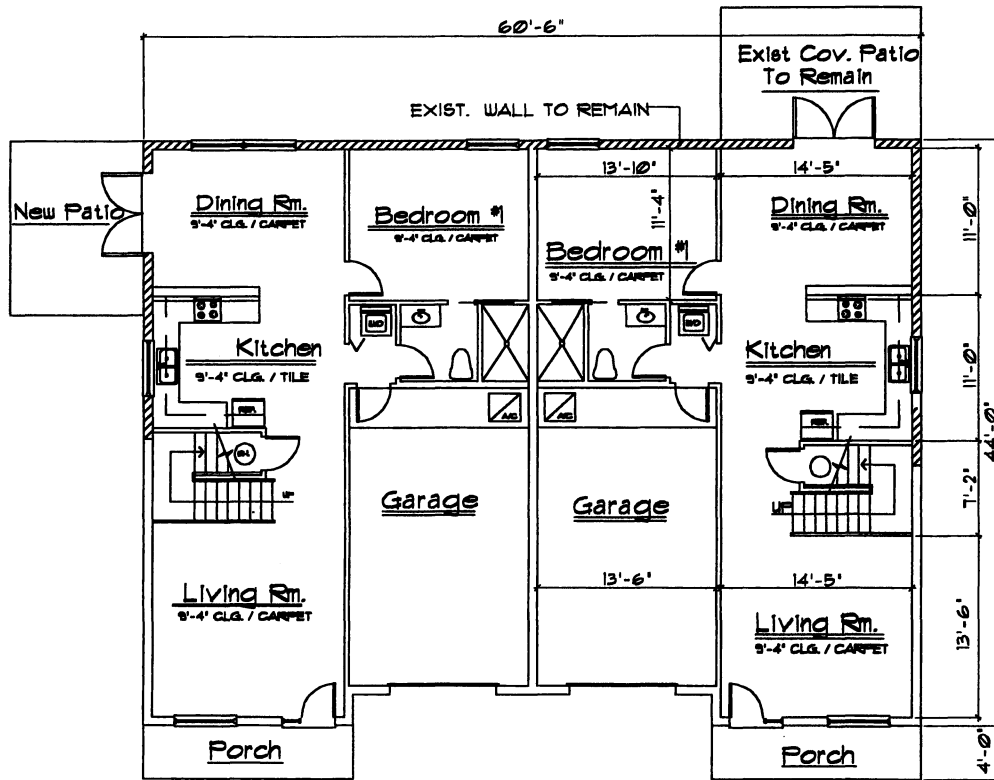 60'-6"
Exist Cov. Patio
To Remain
EXIST. WALL TO REMAIN
13'-10"
14'-5"
New Patio
Dining Rm.
9'-4" CLG. / CARPET
Bedroom #1
9'-4" CLG. / CARPET
11'-4"
Bedroom #1
9'-4" CLG. / CARPET
Dining Rm.
9'-4" CLG. / CARPET
11'-0"
Kitchen
9'-4" CLG. / TILE
Kitchen
9'-4" CLG. / TILE
11'-0"
44'-0"
REF.
A/C
A/C
REF.
UP
UP
7'-2"
Garage
Garage
13'-6"
14'-5"
Living Rm.
9'-4" CLG. / CARPET
Living Rm.
9'-4" CLG. / CARPET
13'-6"
Porch
Porch
4'-0"